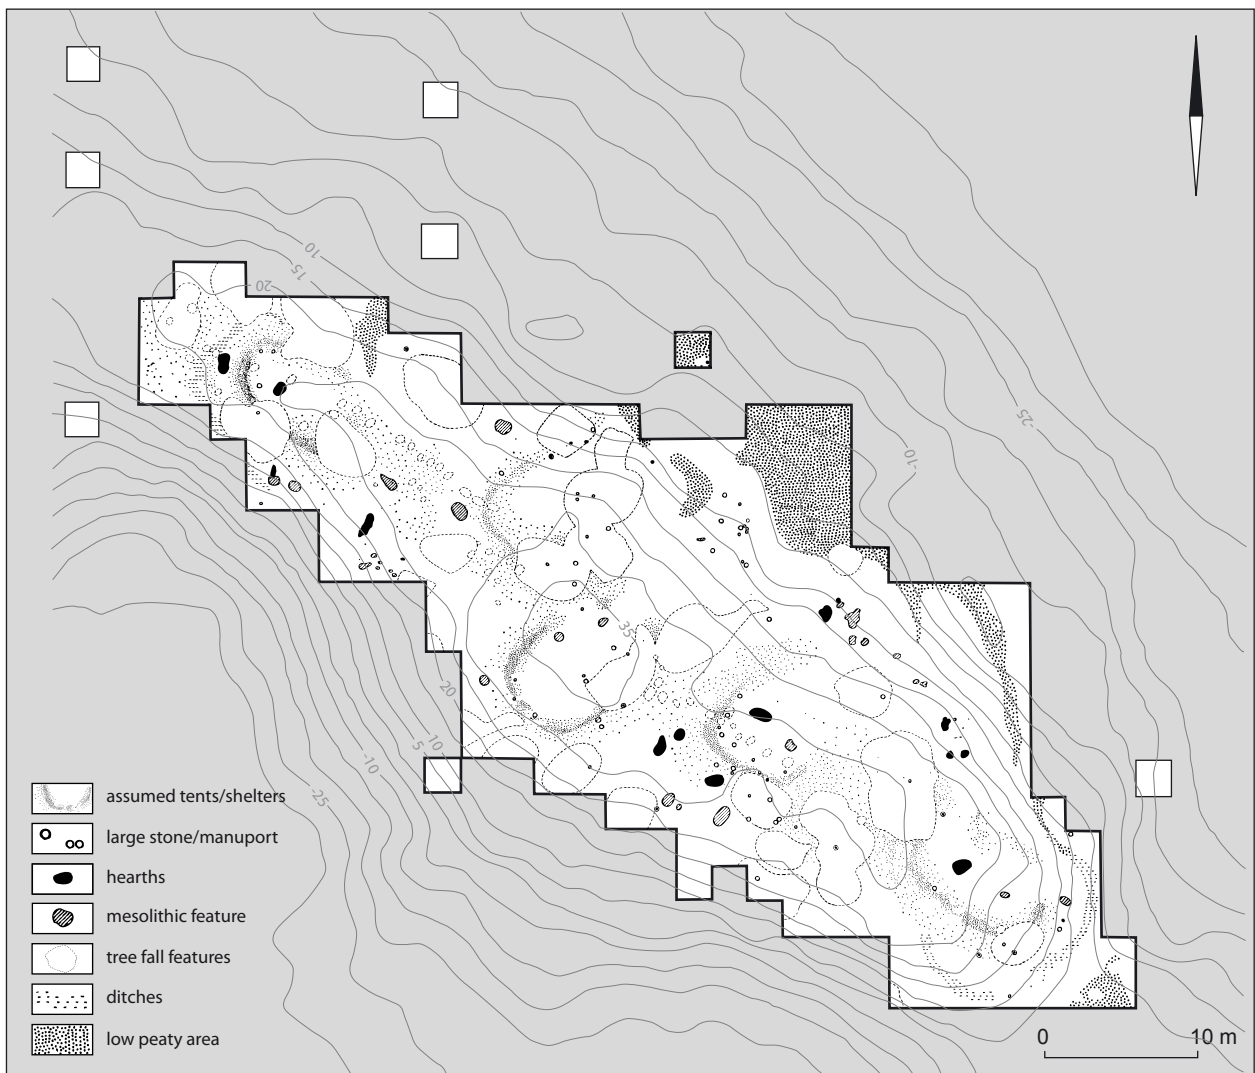 10
15
20
-25
-10
35
20
10
5
-10
-25
assumed tents/shelters
large stone/manuport
hearths
mesolithic feature
tree fall features
ditches
low peaty area
0 10 m